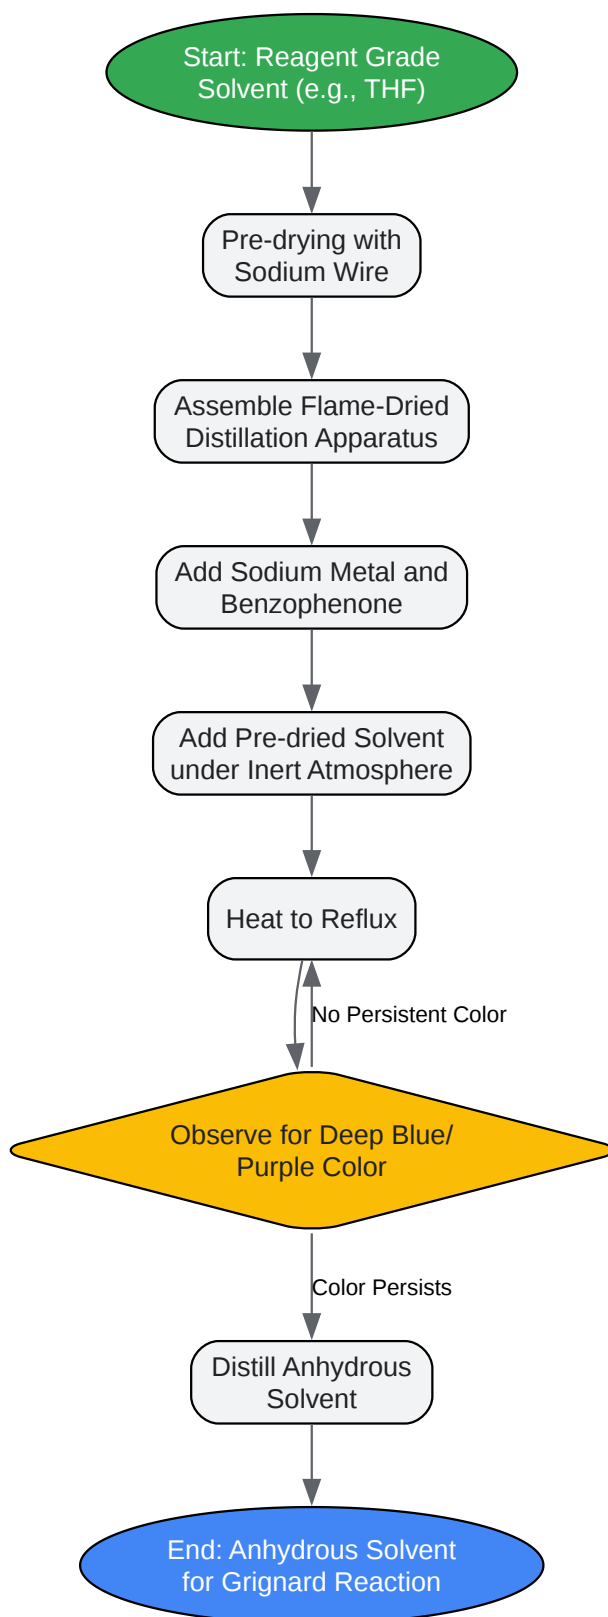 Start: Reagent Grade
Solvent (e.g., THF)
Pre-drying with
Sodium Wire
Assemble Flame-Dried
Distillation Apparatus
Add Sodium Metal and
Benzophenone
Add Pre-dried Solvent
under Inert Atmosphere
Heat to Reflux
No Persistent Color
Observe for Deep Blue/
Purple Color
Color Persists
Distill Anhydrous
Solvent
End: Anhydrous Solvent
for Grignard Reaction